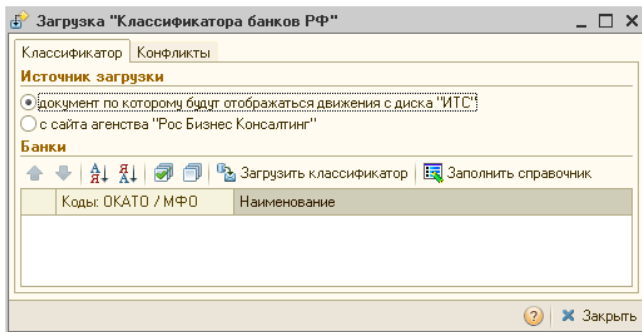 Загрузка "Классификатора банков РФ"
Классификатор Конфликты
Источник загрузки
документ по которому будут отображаться движения с диска "ИТС"
с сайта агенства "Рос Бизнес Консалтинг"
Банки
А Я Я А Загрузить классификатор Заполнить справочник
Коды: ОКАТО / МФО Наименование
? Закрыть